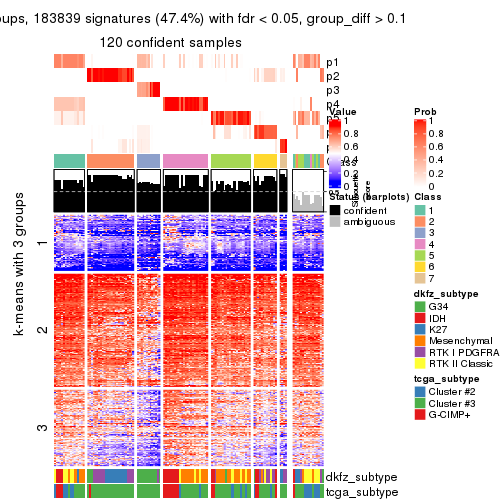 oups, 183839 signatures (47.4%) with fdr < 0.05, group_diff > 0.1
120 confident samples
p1
p2
p3
p4
k-means with 3 groups
1
2
3
Value
1
0.8
0.6
0.4
0.2
0
Prob
1
0.8
0.6
0.4
0.2
0
Status (barplots)
confident
ambiguous
Class
1
2
3
4
5
6
7
dkfz_subtype
G34
IDH
K27
Mesenchymal
RTK I PDGFRA
RTK II Classic
tcga_subtype
Cluster #2
Cluster #3
G-CIMP+
dkfz_subtype
tcga_subtype